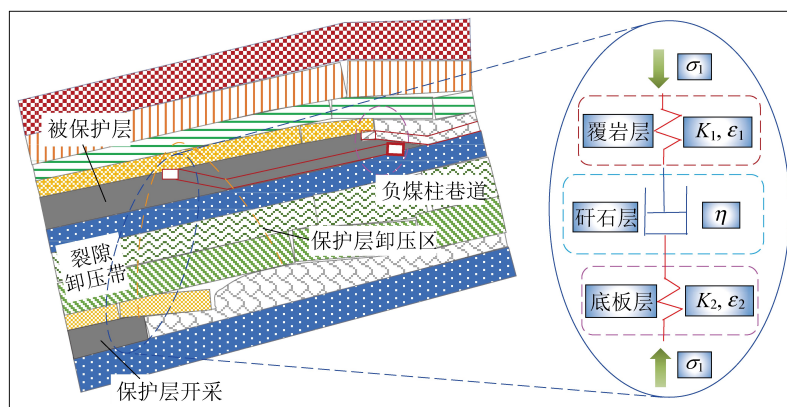 被保护层
负煤柱巷道
裂隙
卸压带
保护层卸压区
保护层开采
σ₁
覆岩层
K₁, ε₁
矸石层
η
底板层
K₂, ε₂
σ₁